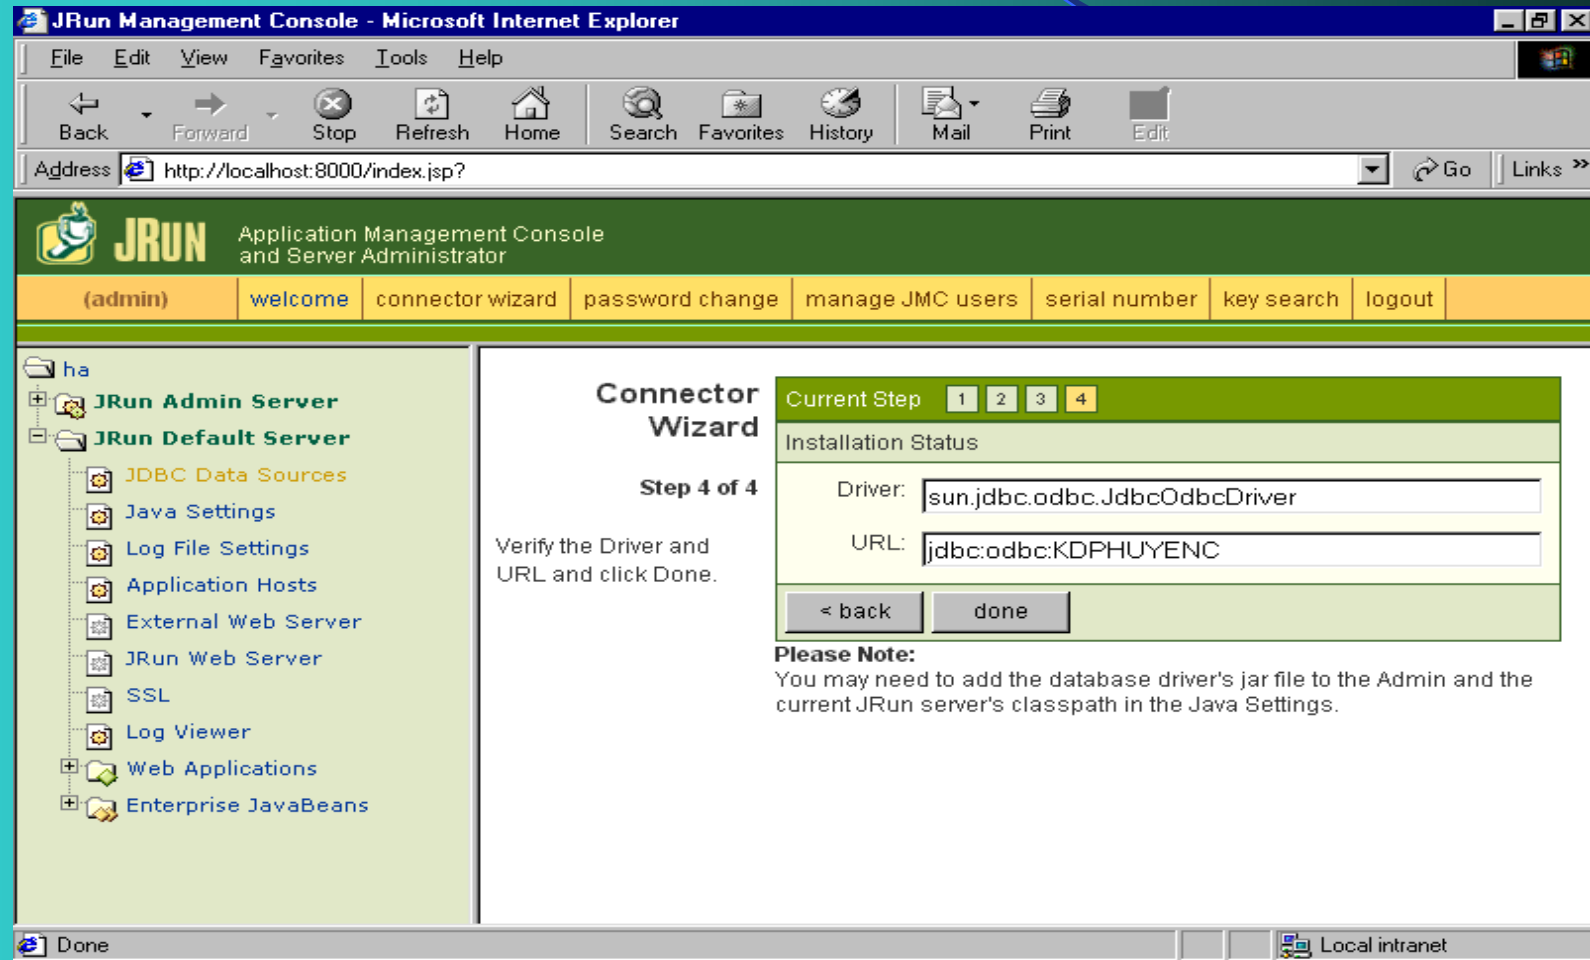 JRun Management Console - Microsoft Internet Explorer
File Edit View Favorites Tools Help
Back Forward Stop Refresh Home Search Favorites History Mail Print Edit
Address http://localhost:8000/index.jsp? Go Links »
JRUN Application Management Console
and Server Administrator
(admin) welcome connector wizard password change manage JMC users serial number key search logout
ha
JRun Admin Server
JRun Default Server
JDBC Data Sources
Java Settings
Log File Settings
Application Hosts
External Web Server
JRun Web Server
SSL
Log Viewer
Web Applications
Enterprise JavaBeans
Connector
Wizard
Step 4 of 4
Verify the Driver and
URL and click Done.
Current Step 1 2 3 4
Installation Status
Driver: sun.jdbc.odbc.JdbcOdbcDriver
URL: jdbc:odbc:KDPHUYENC
< back done
Please Note:
You may need to add the database driver's jar file to the Admin and the
current JRun server's classpath in the Java Settings.
Done Local intranet